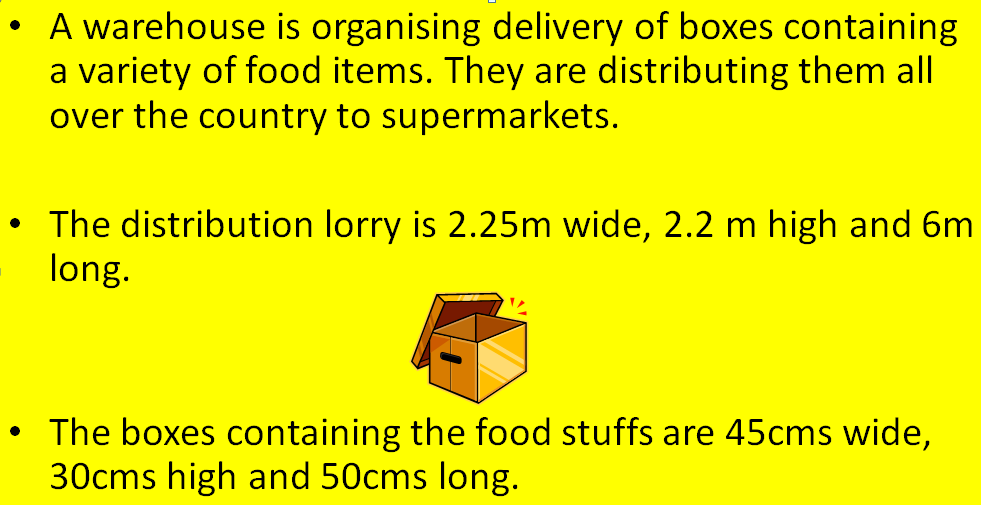 • A warehouse is organising delivery of boxes containing
a variety of food items. They are distributing them all
over the country to supermarkets.
• The distribution lorry is 2.25m wide, 2.2 m high and 6m
long.
• The boxes containing the food stuffs are 45cms wide,
30cms high and 50cms long.